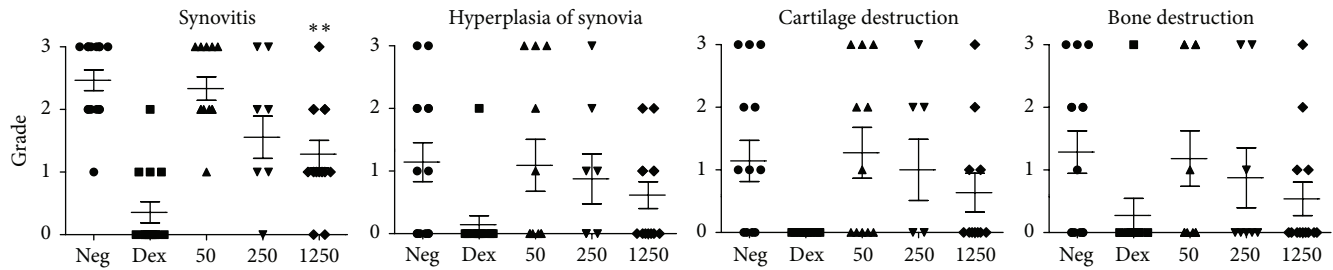 Synovitis
Hyperplasia of synovia
Cartilage destruction
Bone destruction
**
Grade
3
2
1
0
Neg Dex 50 250 1250
3
2
1
0
Neg Dex 50 250 1250
3
2
1
0
Neg Dex 50 250 1250
3
2
1
0
Neg Dex 50 250 1250